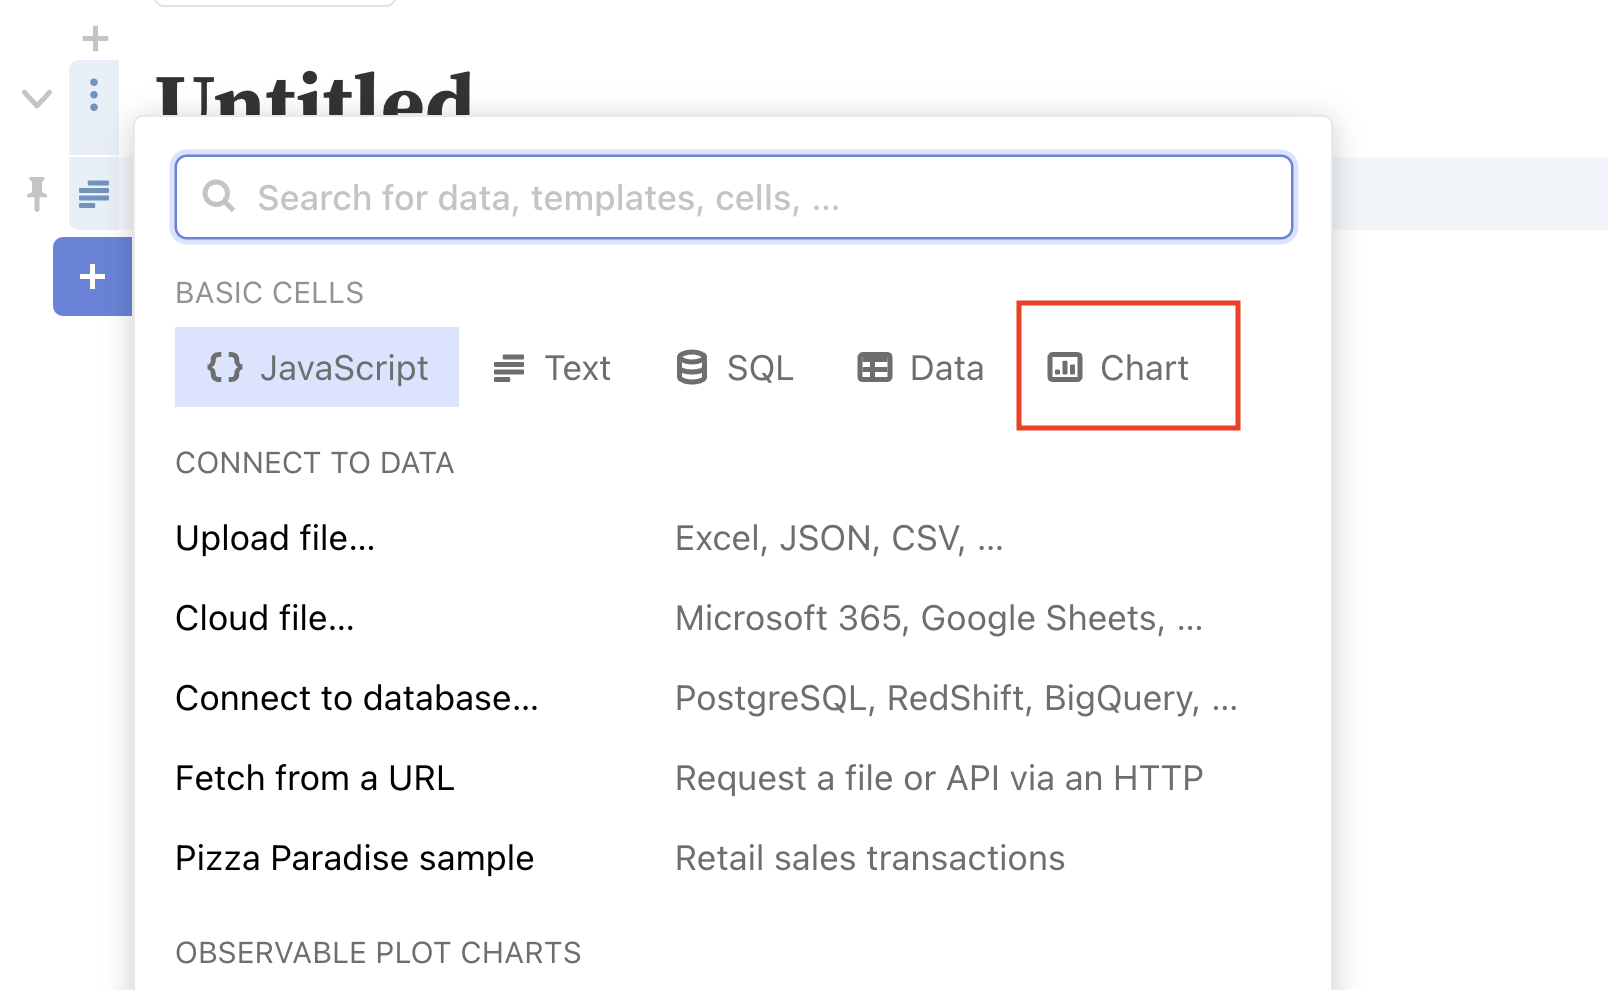 Untitled
Search for data, templates, cells, ...
BASIC CELLS
{} JavaScript Text SQL Data Chart
CONNECT TO DATA
Upload file... Excel, JSON, CSV, ...
Cloud file... Microsoft 365, Google Sheets, ...
Connect to database... PostgreSQL, RedShift, BigQuery, ...
Fetch from a URL Request a file or API via an HTTP
Pizza Paradise sample Retail sales transactions
OBSERVABLE PLOT CHARTS